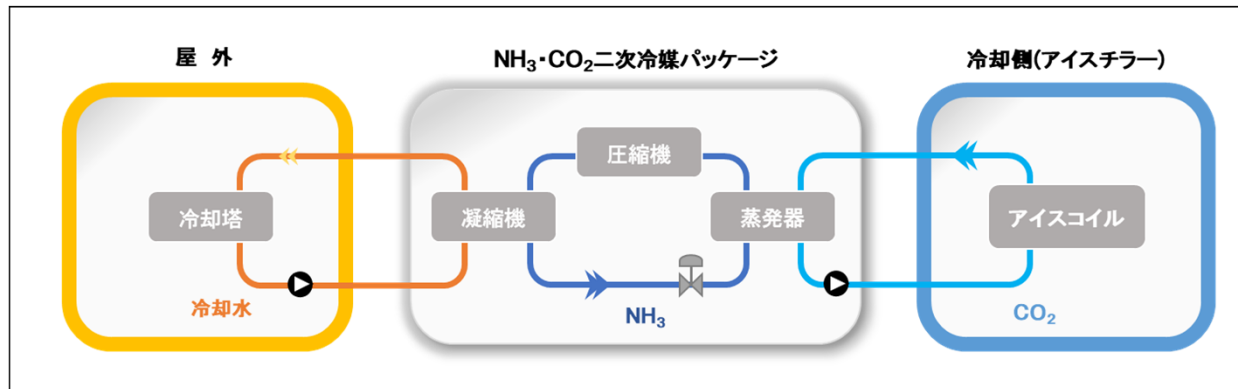 屋 外
NH₃・CO₂二次冷媒パッケージ
冷却側(アイスチラー)
圧縮機
冷却塔
凝縮機
蒸発器
アイスコイル
冷却水
NH₃
CO₂